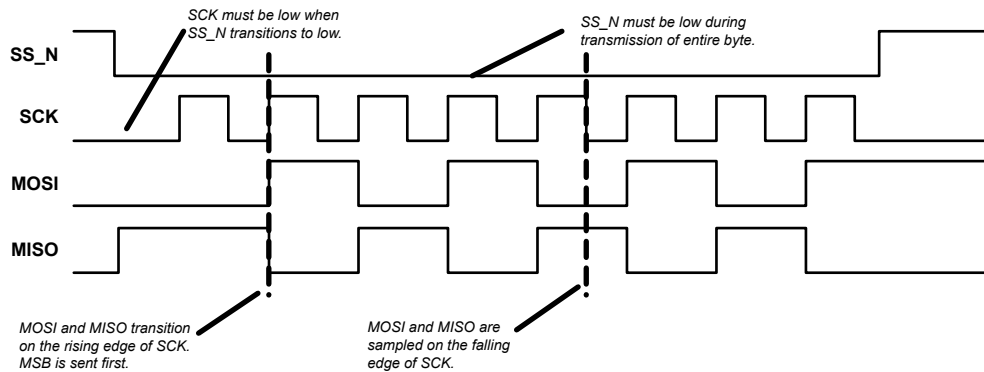 SCK must be low when
SS_N transitions to low.
SS_N must be low during
transmission of entire byte.
SS_N
SCK
MOSI
MISO
MOSI and MISO transition
on the rising edge of SCK.
MSB is sent first.
MOSI and MISO are
sampled on the falling
edge of SCK.